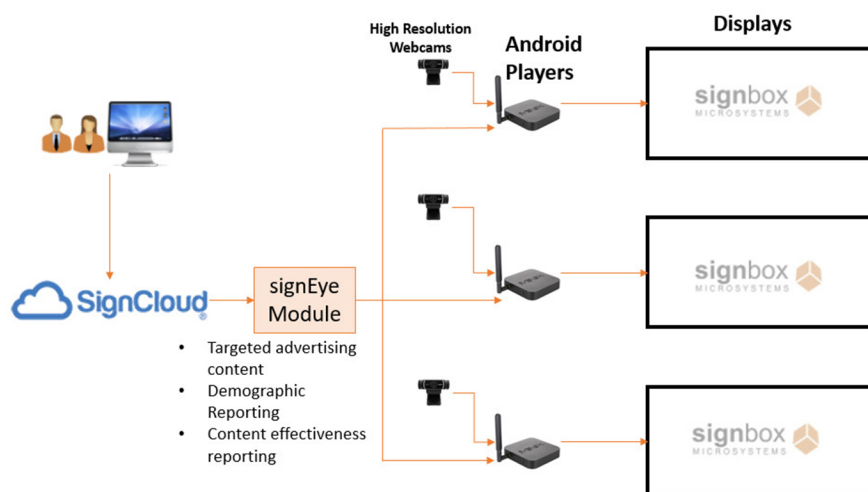 High Resolution
Webcams
Android
Players
Displays
signbox
MICROSYSTEMS
signbox
MICROSYSTEMS
SignCloud®
signEye
Module
• Targeted advertising
content
• Demographic
Reporting
• Content effectiveness
reporting
signbox
MICROSYSTEMS